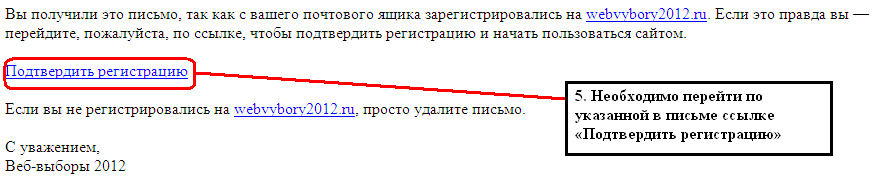 Вы получили это письмо, так как с вашего почтового ящика зарегистрировались на webvybory2012.ru. Если это правда вы —
перейдите, пожалуйста, по ссылке, чтобы подтвердить регистрацию и начать пользоваться сайтом.
Подтвердить регистрацию
5. Необходимо перейти по
указанной в письме ссылке
«Подтвердить регистрацию»
Если вы не регистрировались на webvybory2012.ru, просто удалите письмо.
С уважением,
Веб-выборы 2012